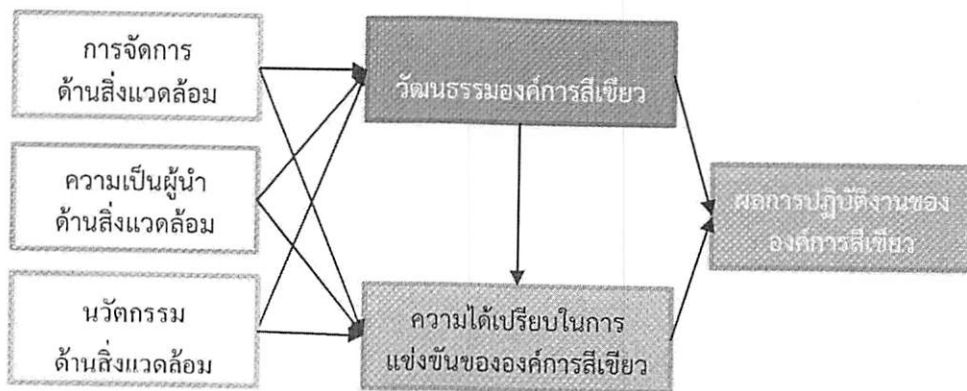 การจัดการ
ด้านสิ่งแวดล้อม
วัฒนธรรมองค์การสีเขียว
ความเป็นผู้นำ
ด้านสิ่งแวดล้อม
ผลการปฏิบัติงานของ
องค์การสีเขียว
นวัตกรรม
ด้านสิ่งแวดล้อม
ความได้เปรียบในการ
แข่งขันขององค์การสีเขียว